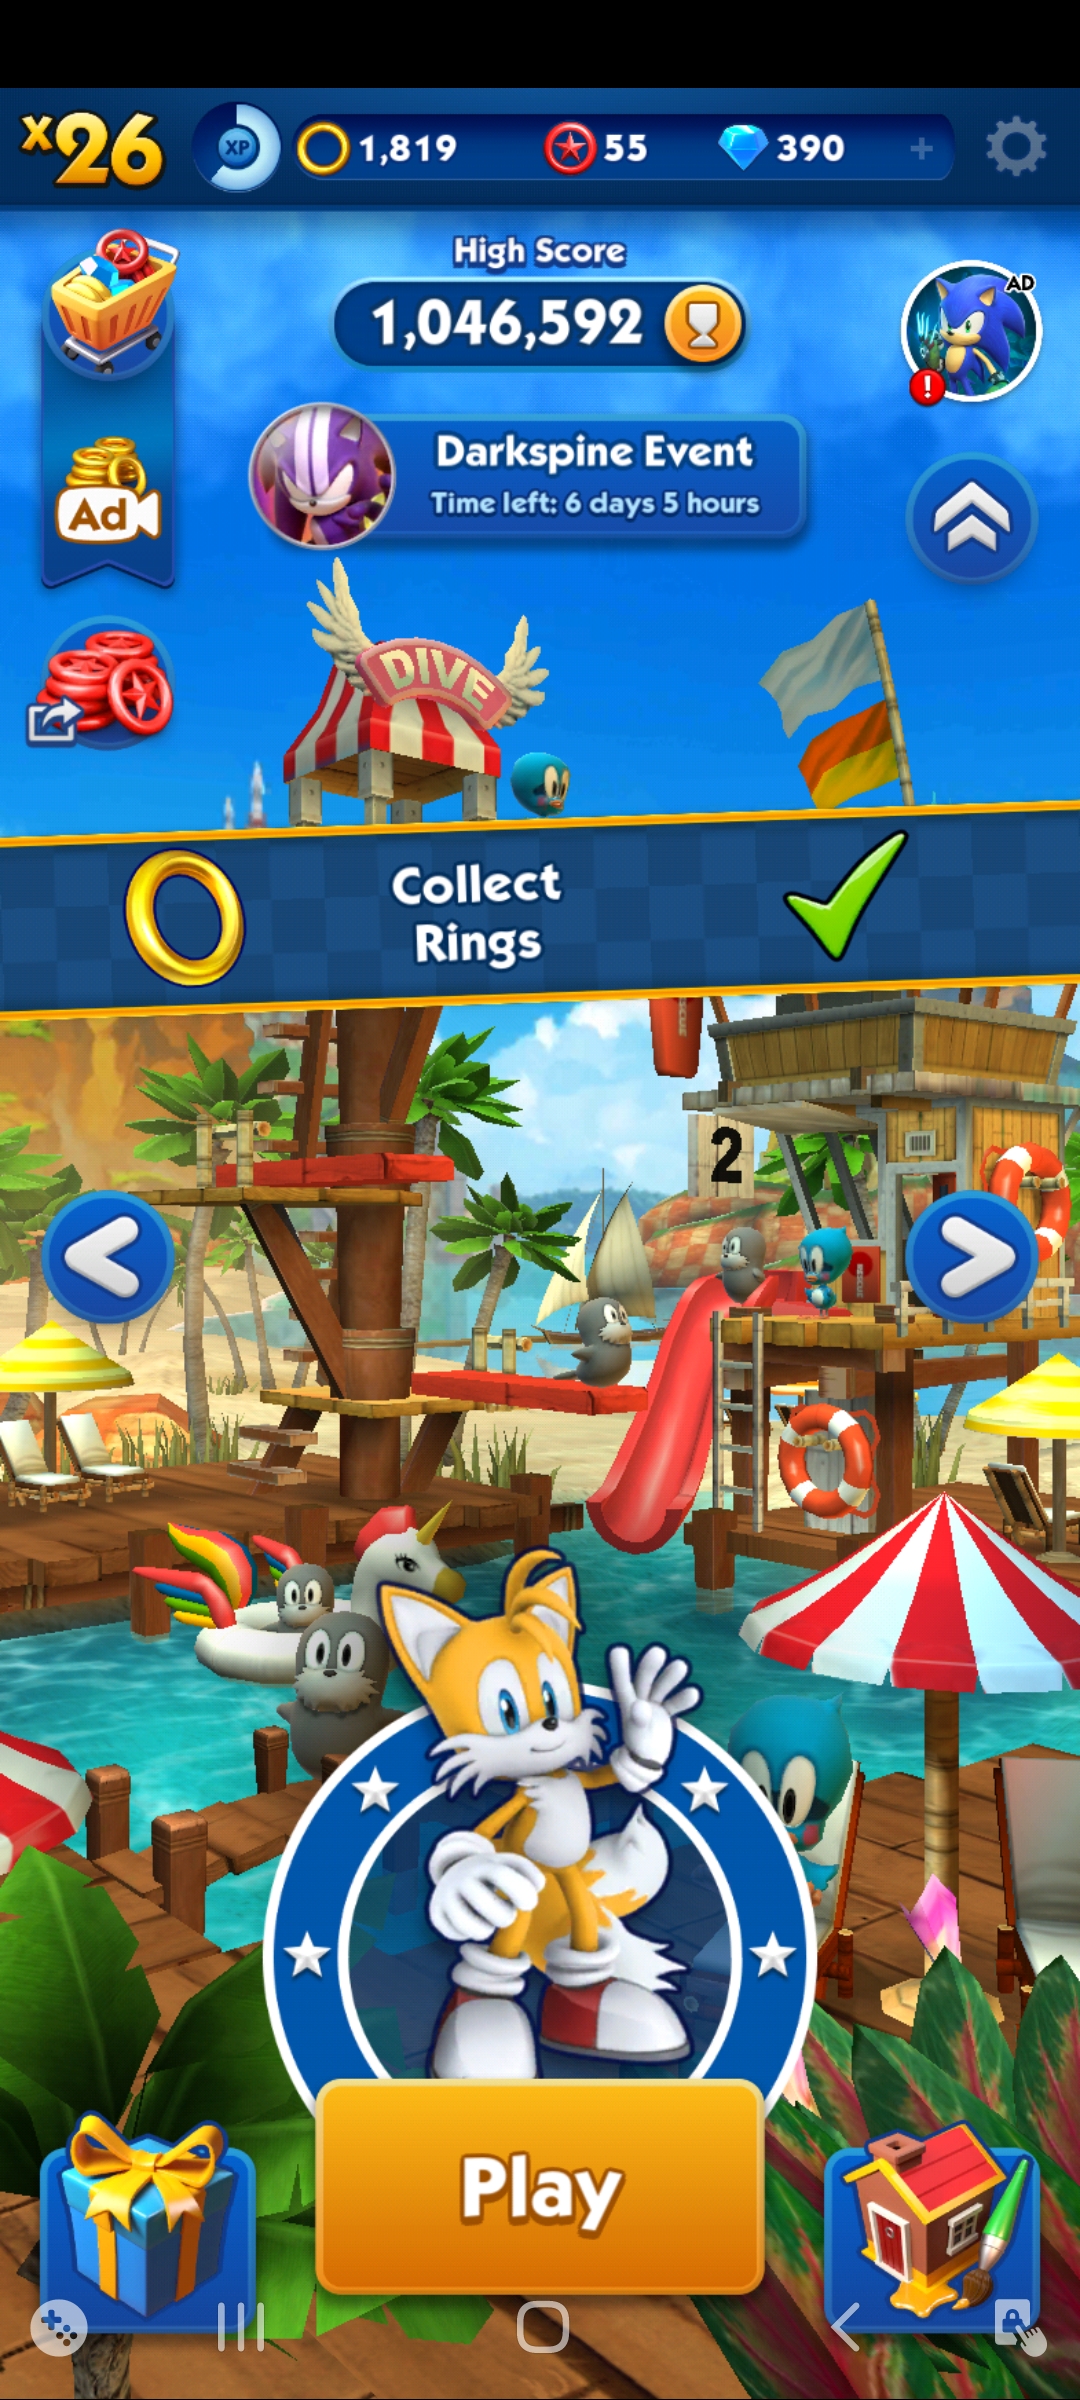 x26
XP
1,819
55
390
+
High Score
1,046,592
AD
!
Darkspine Event
Time left: 6 days 5 hours
Ad
DIVE
Collect
Rings
2
Play